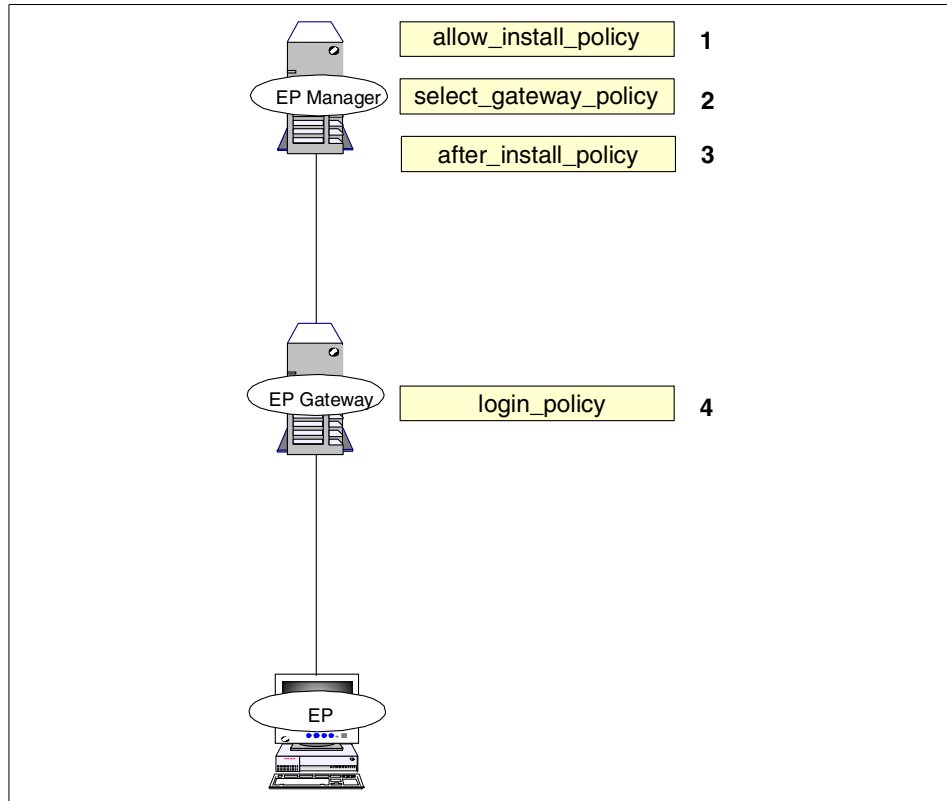 allow_install_policy 1
EP Manager select_gateway_policy 2
after_install_policy 3
EP Gateway login_policy 4
EP